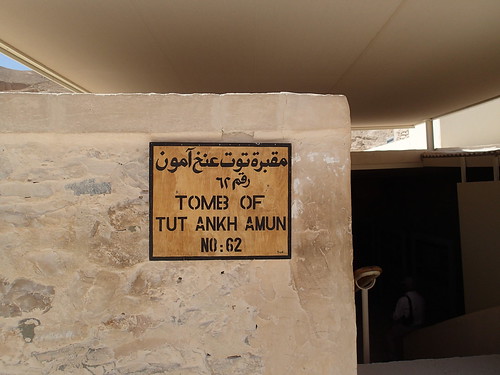 مقبرة توت عنخ آمون
رقم ٦٢
TOMB OF
TUT ANKH AMUN
NO:62